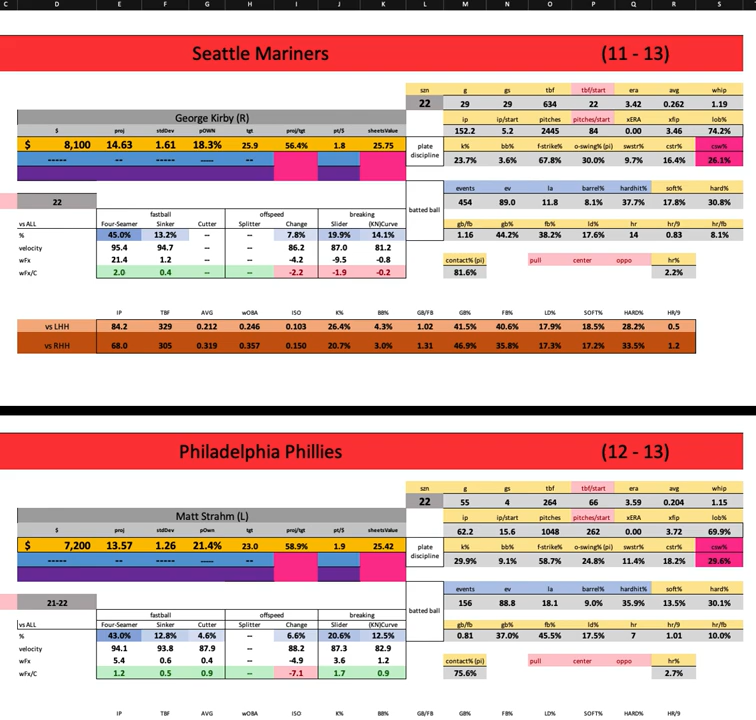 C D E F G H I J K L M N O P Q R S
Seattle Mariners (11 - 13)
szn g gs tbf tbf/start era avg whip
22 29 29 634 22 3.42 0.262 1.19
George Kirby (R) ip ip/start pitches pitches/start xERA xfip lob%
$ proj stdDev pOWN tgt proj/tgt pt/$ sheetsValue 152.2 5.2 2445 84 0.00 3.46 74.2%
$ 8,100 14.63 1.61 18.3% 25.9 56.4% 1.8 25.75 plate discipline k% bb% f-strike% o-swing% (pi) swstr% cstr% csw%
----- -- --- ----- -- 23.7% 3.6% 67.8% 30.0% 9.7% 16.4% 26.1%
events ev la barrel% hardhit% soft% hard%
22 batted ball 454 89.0 11.8 8.1% 37.7% 17.8% 30.8%
fastball offspeed breaking
vs ALL Four-Seamer Sinker Cutter Splitter Change Slider (KN)Curve gb/fb gb% fb% ld% hr hr/9 hr/fb
% 45.0% 13.2% -- -- 7.8% 19.9% 14.1% 1.16 44.2% 38.2% 17.6% 14 0.83 8.1%
velocity 95.4 94.7 -- -- 86.2 87.0 81.2
wFx 21.4 1.2 -- -- -4.2 -9.5 -0.8 contact% (pi) pull center oppo hr%
wFx/C 2.0 0.4 -- -- -2.2 -1.9 -0.2 81.6% 2.2%
IP TBF AVG wOBA ISO K% BB% GB/FB GB% FB% LD% SOFT% HARD% HR/9
vs LHH 84.2 329 0.212 0.246 0.103 26.4% 4.3% 1.02 41.5% 40.6% 17.9% 18.5% 28.2% 0.5
vs RHH 68.0 305 0.319 0.357 0.150 20.7% 3.0% 1.31 46.9% 35.8% 17.3% 17.2% 33.5% 1.2
Philadelphia Phillies (12 - 13)
szn g gs tbf tbf/start era avg whip
22 55 4 264 66 3.59 0.204 1.15
Matt Strahm (L) ip ip/start pitches pitches/start xERA xfip lob%
$ proj stdDev pOwn tgt proj/tgt pt/$ sheetsValue 62.2 15.6 1048 262 0.00 3.72 69.9%
$ 7,200 13.57 1.26 21.4% 23.0 58.9% 1.9 25.42 plate discipline k% bb% f-strike% o-swing% (pi) swstr% cstr% csw%
----- -- --- ----- -- 29.9% 9.1% 58.7% 24.8% 11.4% 18.2% 29.6%
events ev la barrel% hardhit% soft% hard%
21-22 batted ball 156 88.8 18.1 9.0% 35.9% 13.5% 30.1%
fastball offspeed breaking
vs ALL Four-Seamer Sinker Cutter Splitter Change Slider (KN)Curve gb/fb gb% fb% ld% hr hr/9 hr/fb
% 43.0% 12.8% 4.6% -- 6.6% 20.6% 12.5% 0.81 37.0% 45.5% 17.5% 7 1.01 10.0%
velocity 94.1 93.8 87.9 -- 88.2 87.3 82.9
wFx 5.4 0.6 0.4 -- -4.9 3.6 1.2 contact% (pi) pull center oppo hr%
wFx/C 1.2 0.5 0.9 -- -7.1 1.7 0.9 75.6% 2.7%
IP TBF AVG wOBA ISO K% BB% GB/FB GB% FB% LD% SOFT% HARD% HR/9